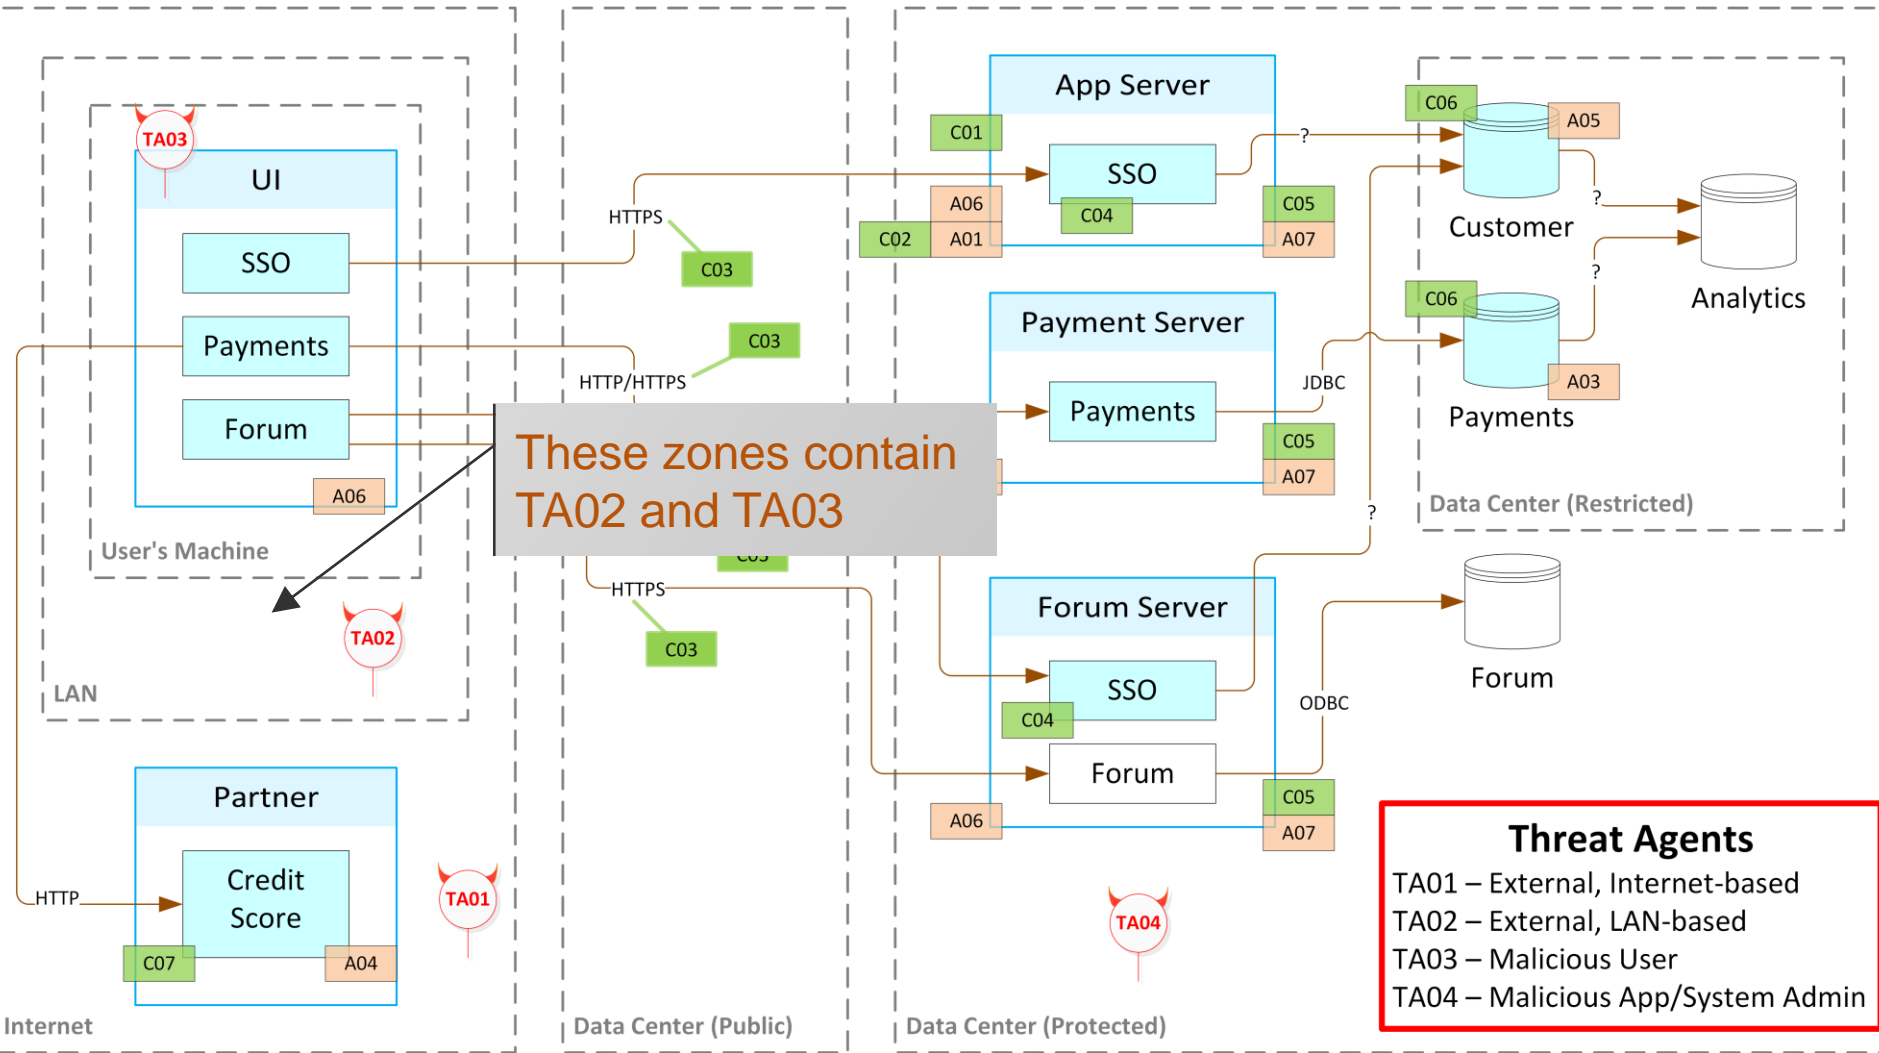 TA03
UI
SSO
Payments
Forum
A06
User's Machine
TA02
LAN
Partner
Credit
Score
HTTP
C07
A04
TA01
Internet
HTTPS
C03
C03
HTTP/HTTPS
These zones contain
TA02 and TA03
C03
HTTPS
C03
Data Center (Public)
App Server
C01
SSO
A06
C04
C05
C02
A01
A07
?
Payment Server
Payments
JDBC
C05
A07
Forum Server
SSO
C04
Forum
ODBC
C05
A06
A07
TA04
Data Center (Protected)
C06
A05
Customer
?
?
Analytics
C06
A03
Payments
Data Center (Restricted)
?
Forum
Threat Agents
TA01 – External, Internet-based
TA02 – External, LAN-based
TA03 – Malicious User
TA04 – Malicious App/System Admin